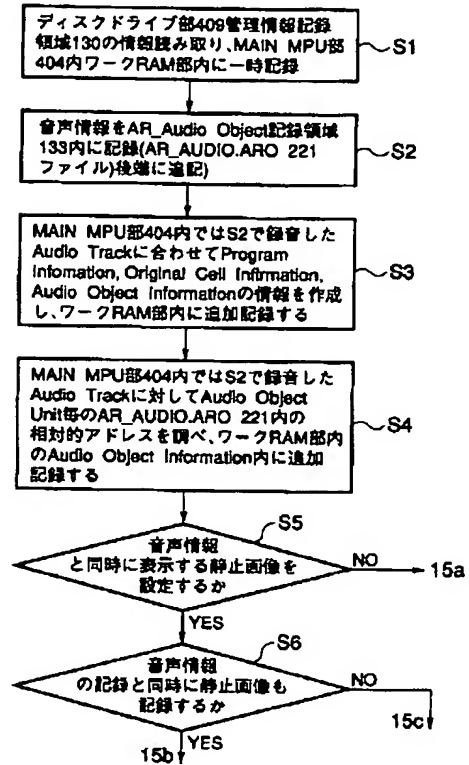 ディスクドライブ部409管理情報記録
領域130の情報読み取り、MAIN MPU部
404内ワークRAM部内に一時記録
S1
音声情報をAR_Audio Object記録領域
133内に記録(AR_AUDIO.ARO 221
ファイル)後端に追記)
S2
MAIN MPU部404内ではS2で録音した
Audio Trackに合わせてProgram
Infomation, Original Cell Infirmation,
Audio Object Informationの情報を作成
し、ワークRAM部内に追加記録する
S3
MAIN MPU部404内ではS2で録音した
Audio Trackに対してAudio Object
Unit毎のAR_AUDIO.ARO 221内の
相対的アドレスを調べ、ワークRAM部内
のAudio Object Information内に追加
記録する
S4
S5
音声情報
と同時に表示する静止画像を
設定するか
NO
15a
YES
S6
音声情報
の記録と同時に静止画像も
記録するか
NO
15c
YES
15b